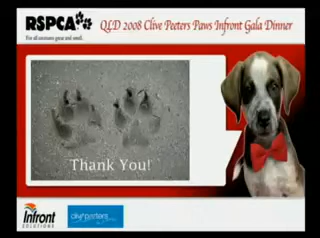 RSPCA
For all creatures great and small.
QLD 2008 Clive Peeters Paws Infront Gala Dinner
Thank You!
Infront
SOLUTIONS
clive peeters